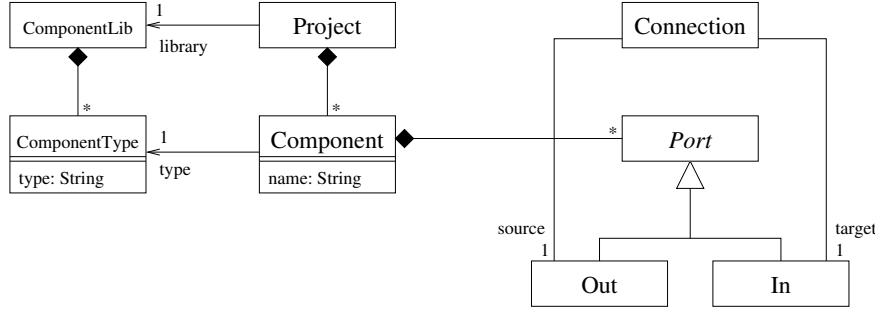 ComponentLib
1
library
Project
Connection
*
*
ComponentType
type: String
1
type
Component
name: String
*
Port
source
1
target
1
Out
In